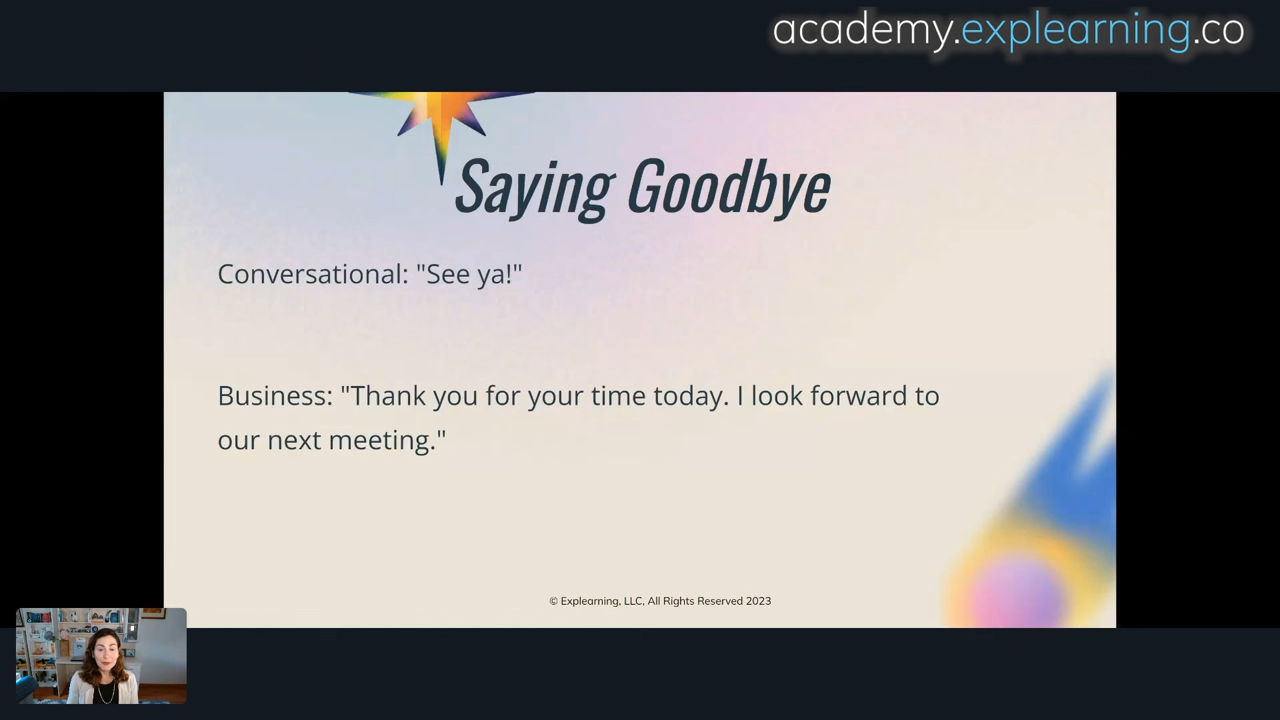 academy.explearning.co
Saying Goodbye
Conversational: "See ya!"
Business: "Thank you for your time today. I look forward to
our next meeting."
© Explearning, LLC, All Rights Reserved 2023